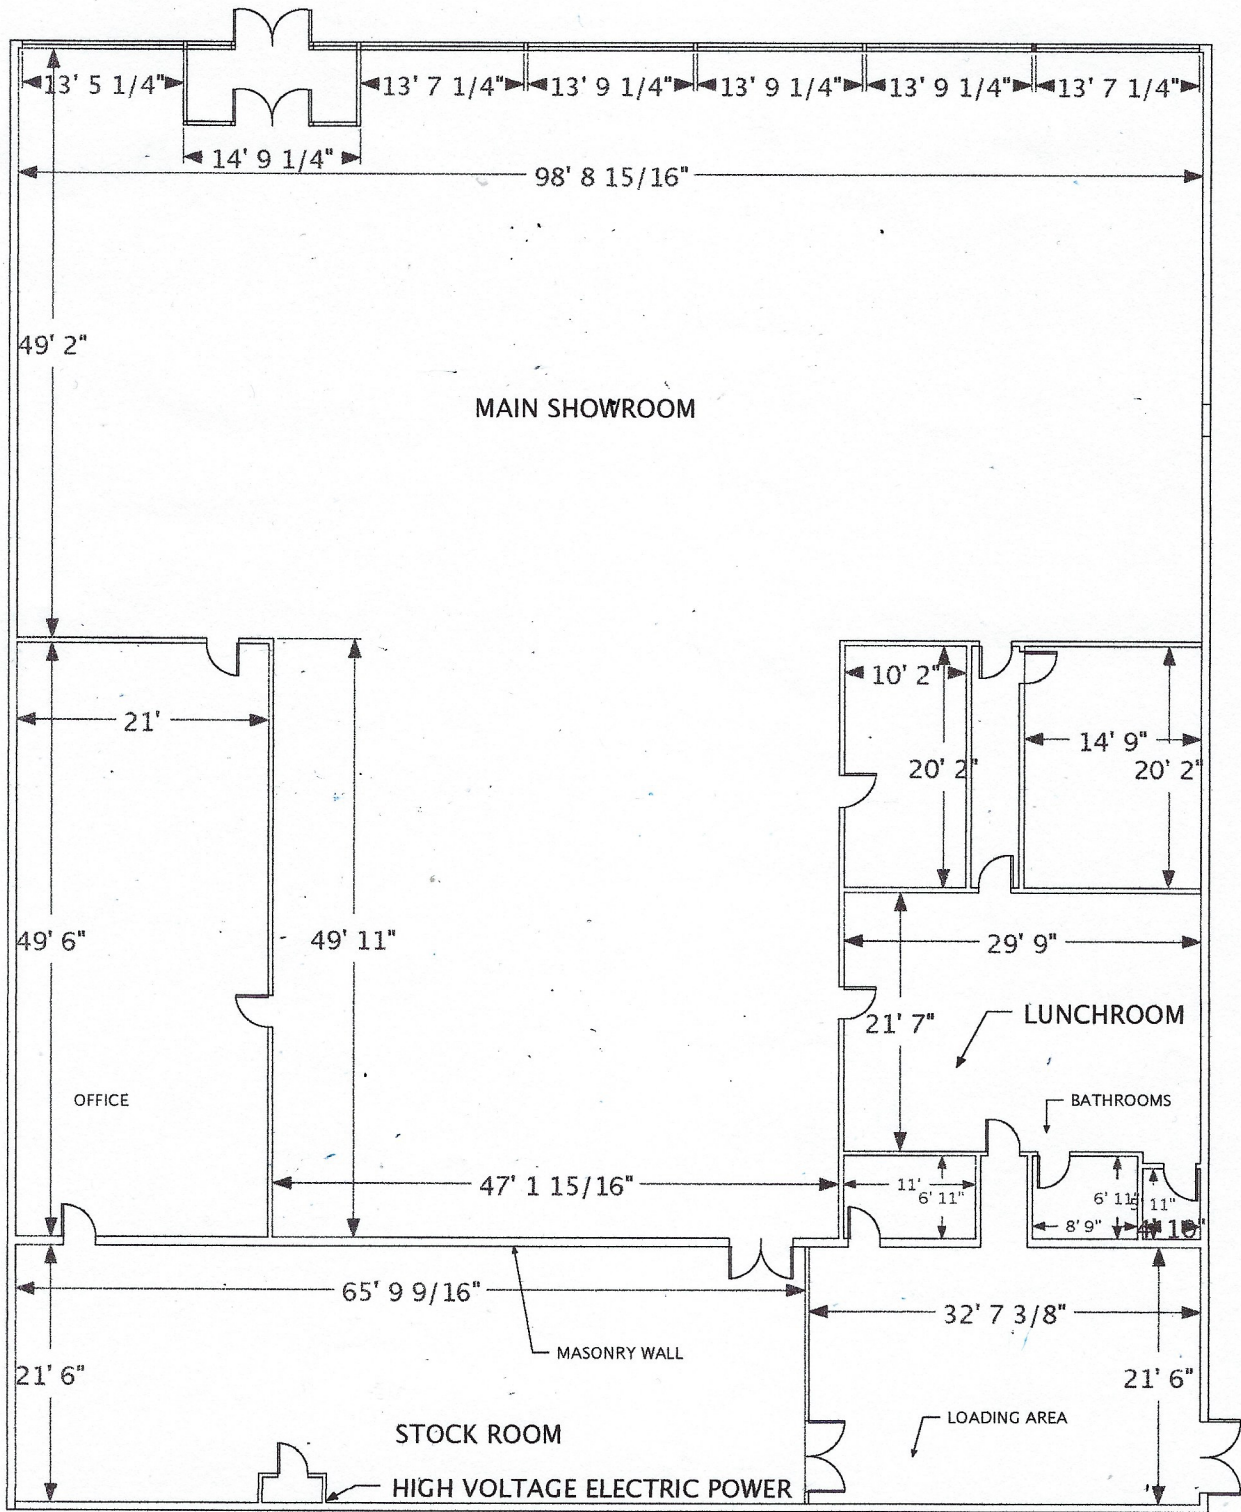 13' 5 1/4" 13' 7 1/4" 13' 9 1/4" 13' 9 1/4" 13' 9 1/4" 13' 7 1/4"
14' 9 1/4"
98' 8 15/16"
49' 2"
MAIN SHOWROOM
10' 2"
21'
14' 9"
20' 2" 20' 2"
49' 6" 49' 11" 29' 9"
LUNCHROOM
21' 7"
OFFICE BATHROOMS
47' 1 15/16" 11' 6' 11" 6' 11" 5' 11"
8' 9" 4' 10"
65' 9 9/16" 32' 7 3/8"
MASONRY WALL
21' 6" 21' 6"
LOADING AREA
STOCK ROOM
HIGH VOLTAGE ELECTRIC POWER